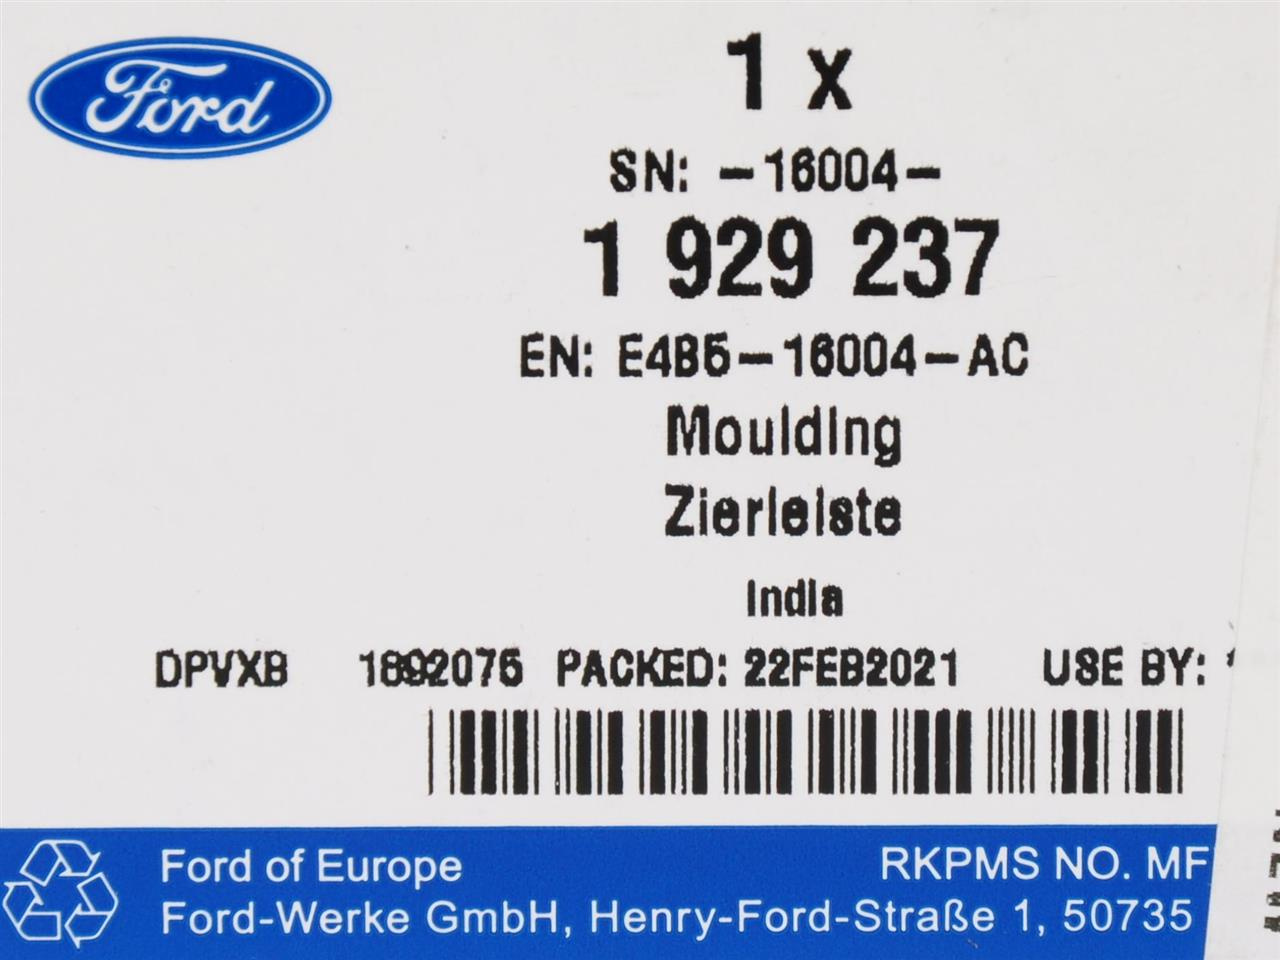 Ford
1 x
SN: -16004-
1 929 237
EN: E4B5-16004-AC
Moulding
Zierleiste
India
DPVXB 1892075 PACKED: 22FEB2021 USE BY:
Ford of Europe RKPMS NO. MF
Ford-Werke GmbH, Henry-Ford-Straße 1, 50735